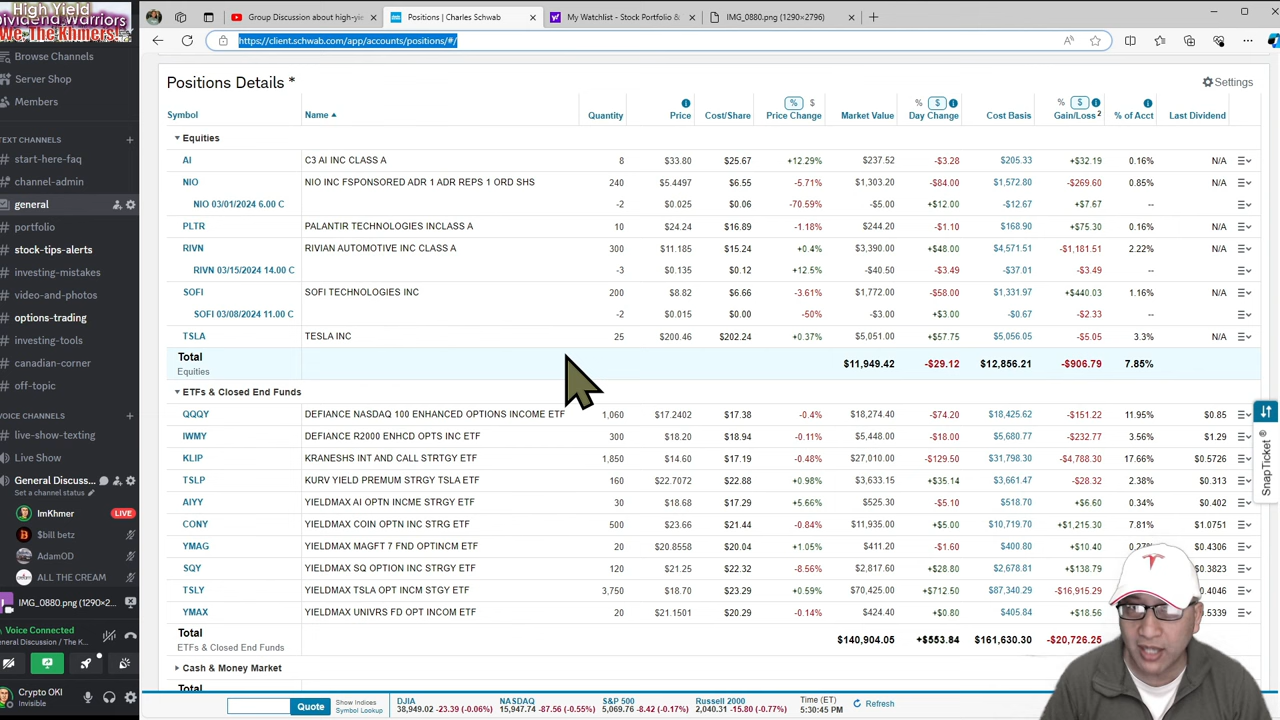 High Yield
Dividend Warriors
We, The Khmers!
Browse Channels
Server Shop
Members
TEXT CHANNELS
start-here-faq
channel-admin
general
portfolio
stock-tips-alerts
investing-mistakes
video-and-photos
options-trading
investing-tools
canadian-corner
off-topic
VOICE CHANNELS
live-show-texting
Live Show
General Discuss...
Set a channel status
ImKhmer LIVE
$bill betz
AdamOD
ALL THE CREAM
IMG_0880.png (1290×2...
Voice Connected
General Discussion / The K...
Crypto OKI
Invisible
Group Discussion about high-yie
Positions | Charles Schwab
My Watchlist - Stock Portfolio &
IMG_0880.png (1290×2796)
https://client.schwab.com/app/accounts/positions/#/
Positions Details *
Settings
% $ % $ % $
Symbol Name Quantity Price Cost/Share Price Change Market Value Day Change Cost Basis Gain/Loss 2 % of Acct Last Dividend
Equities
AI C3 AI INC CLASS A 8 $33.80 $25.67 +12.29% $237.52 -$3.28 $205.33 +$32.19 0.16% N/A
NIO NIO INC FSPONSORED ADR 1 ADR REPS 1 ORD SHS 240 $5.4497 $6.55 -5.71% $1,303.20 -$84.00 $1,572.80 -$269.60 0.85% N/A
NIO 03/01/2024 6.00 C -2 $0.025 $0.06 -70.59% -$5.00 +$12.00 -$12.67 +$7.67 --
PLTR PALANTIR TECHNOLOGIES INCLASS A 10 $24.24 $16.89 -1.18% $244.20 -$1.10 $168.90 +$75.30 0.16% N/A
RIVN RIVIAN AUTOMOTIVE INC CLASS A 300 $11.185 $15.24 +0.4% $3,390.00 +$48.00 $4,571.51 -$1,181.51 2.22% N/A
RIVN 03/15/2024 14.00 C -3 $0.135 $0.12 +12.5% -$40.50 -$3.49 -$37.01 -$3.49 --
SOFI SOFI TECHNOLOGIES INC 200 $8.82 $6.66 -3.61% $1,772.00 -$58.00 $1,331.97 +$440.03 1.16% N/A
SOFI 03/08/2024 11.00 C -2 $0.015 $0.00 -50% -$3.00 +$3.00 -$0.67 -$2.33 --
TSLA TESLA INC 25 $200.46 $202.24 +0.37% $5,051.00 +$57.75 $5,056.05 -$5.05 3.3% N/A
Total
Equities
$11,949.42 -$29.12 $12,856.21 -$906.79 7.85%
ETFs & Closed End Funds
QQQY DEFIANCE NASDAQ 100 ENHANCED OPTIONS INCOME ETF 1,060 $17.2402 $17.38 -0.4% $18,274.40 -$74.20 $18,425.62 -$151.22 11.95% $0.85
IWMY DEFIANCE R2000 ENHCD OPTS INC ETF 300 $18.20 $18.94 -0.11% $5,448.00 -$18.00 $5,680.77 -$232.77 3.56% $1.29
KLIP KRANESHS INT AND CALL STRTGY ETF 1,850 $14.60 $17.19 -0.48% $27,010.00 -$129.50 $31,798.30 -$4,788.30 17.66% $0.5726
TSLP KURV YIELD PREMUM STRGY TSLA ETF 160 $22.7072 $22.88 +0.98% $3,633.15 +$35.14 $3,661.47 -$28.32 2.38% $0.313
AIYY YIELDMAX AI OPTN INCME STRGY ETF 30 $18.68 $17.29 +5.66% $525.30 -$5.10 $518.70 +$6.60 0.34% $0.402
CONY YIELDMAX COIN OPTN INC STRG ETF 500 $23.66 $21.44 -0.84% $11,935.00 +$5.00 $10,719.70 +$1,215.30 7.81% $1.0751
YMAG YIELDMAX MAGFT 7 FND OPTINCM ETF 20 $20.8558 $20.04 +1.05% $411.20 -$1.60 $400.80 +$10.40 0.27% $0.4306
SQY YIELDMAX SQ OPTION INCM STRGY ETF 120 $21.25 $22.32 -8.56% $2,817.60 +$28.80 $2,678.81 +$138.79
TSLY YIELDMAX TSLA OPT INCM STGY ETF 3,750 $18.70 $23.29 +0.59% $70,425.00 +$712.50 $87,340.29 -$16,915.29
YMAX YIELDMAX UNIVRS FD OPT INCOM ETF 20 $21.1501 $20.29 -0.14% $424.40 +$0.80 $405.84 +$18.56
Total
ETFs & Closed End Funds
$140,904.05 +$553.84 $161,630.30 -$20,726.25
Cash & Money Market
SnapTicket ®
Quote
Show Indices
Symbol Lookup
DJIA
38,949.02 -23.39 (-0.06%)
NASDAQ
15,947.74 -87.56 (-0.55%)
S&P 500
5,069.76 -8.42 (-0.17%)
Russell 2000
2,040.31 -15.80 (-0.77%)
Time (ET)
5:30:45 PM
Refresh